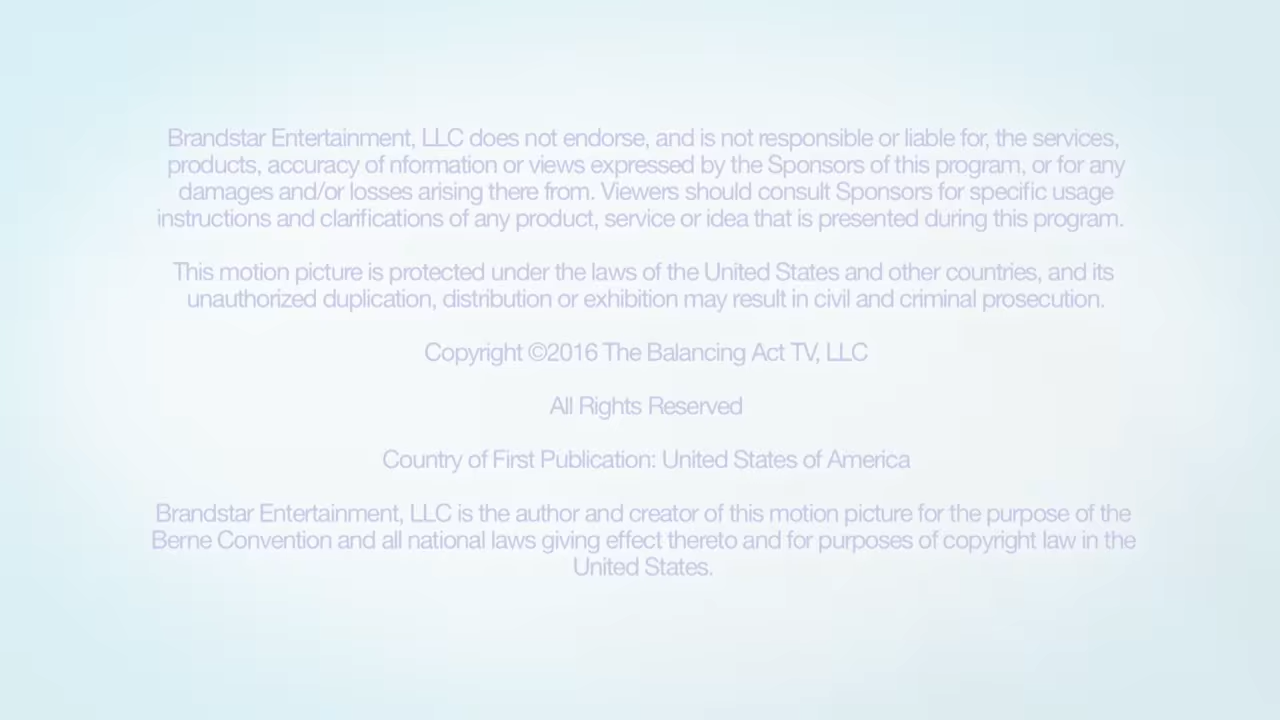 Brandstar Entertainment, LLC does not endorse, and is not responsible or liable for, the services,
products, accuracy of nformation or views expressed by the Sponsors of this program, or for any
damages and/or losses arising there from. Viewers should consult Sponsors for specific usage
instructions and clarifications of any product, service or idea that is presented during this program.
This motion picture is protected under the laws of the United States and other countries, and its
unauthorized duplication, distribution or exhibition may result in civil and criminal prosecution.
Copyright ©2016 The Balancing Act TV, LLC
All Rights Reserved
Country of First Publication: United States of America
Brandstar Entertainment, LLC is the author and creator of this motion picture for the purpose of the
Berne Convention and all national laws giving effect thereto and for purposes of copyright law in the
United States.